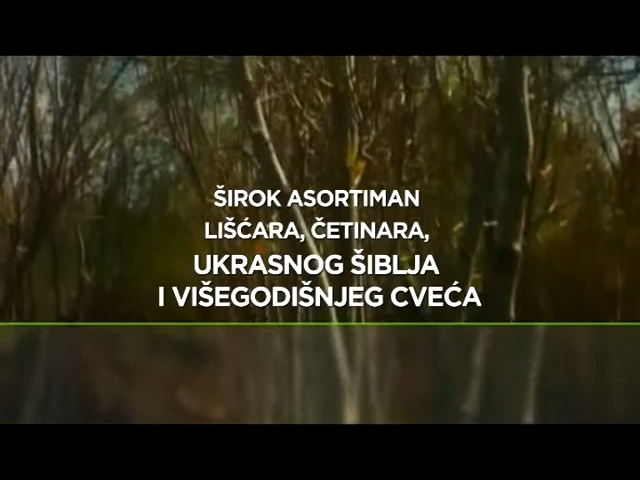 ŠIROK ASORTIMAN
LIŠĆARA, ČETINARA,
UKRASNOG ŠIBLJA
I VIŠEGODIŠNJEG CVEĆA